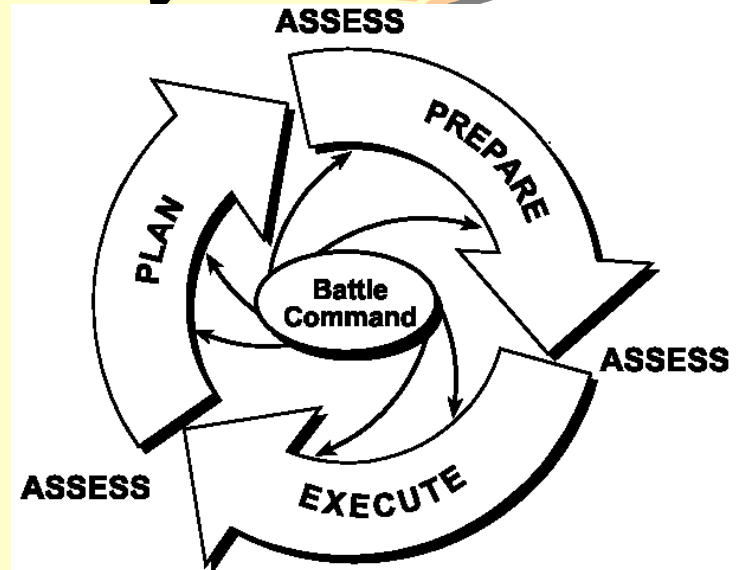 ASSESS
PREPARE
PLAN
Battle
Command
ASSESS
ASSESS
EXECUTE